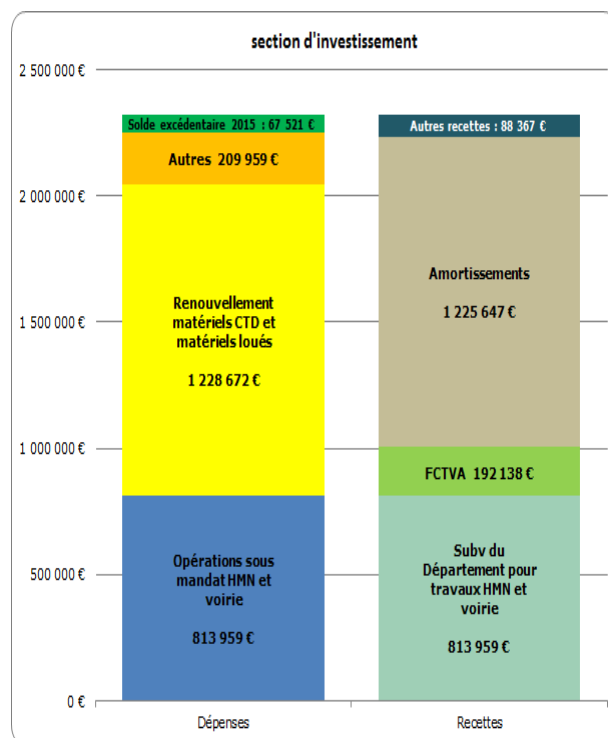 section d'investissement
2 500 000 €
2 000 000 €
1 500 000 €
1 000 000 €
500 000 €
0 €
Solde excédentaire 2015 : 67 521 €
Autres 209 959 €
Renouvellement
matériels CTD et
matériels loués
1 228 672 €
Opérations sous
mandat HMN et
voirie
813 959 €
Autres recettes : 88 367 €
Amortissements
1 225 647 €
FCTVA 192 138 €
Subv du
Département pour
travaux HMN et
voirie
813 959 €
Dépenses
Recettes